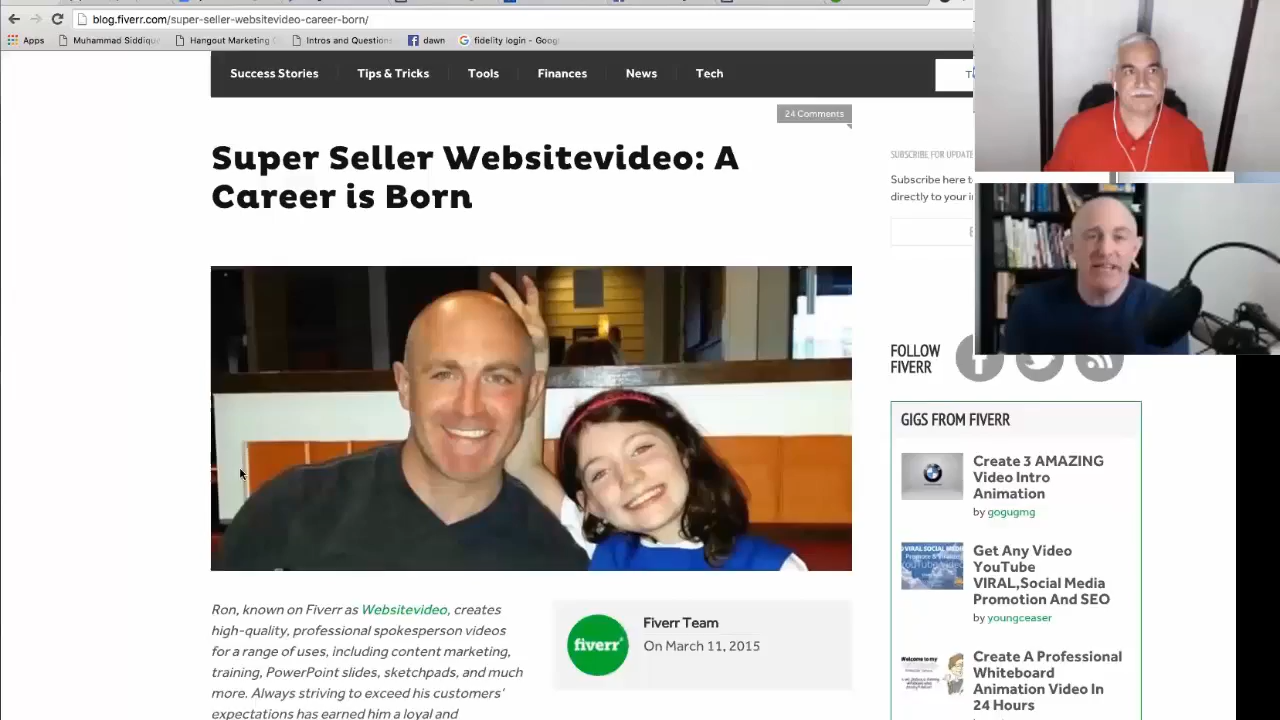 blog.fiverr.com/super-seller-websitevideo-career-born/
Apps Muhammad Siddique Hangout Marketing Intros and Question dawn fidelity login - Goog
Success Stories Tips & Tricks Tools Finances News Tech
24 Comments
Super Seller Websitevideo: A
Career is Born
SUBSCRIBE FOR UPDATE
Subscribe here to
directly to your i
FOLLOW
FIVERR
GIGS FROM FIVERR
Create 3 AMAZING
Video Intro
Animation
by gogugmg
Get Any Video
YouTube
VIRAL,Social Media
Promotion And SEO
by youngceaser
Create A Professional
Whiteboard
Animation Video In
24 Hours
Ron, known on Fiverr as Websitevideo, creates
high-quality, professional spokesperson videos
for a range of uses, including content marketing,
training, PowerPoint slides, sketchpads, and much
more. Always striving to exceed his customers'
expectations has earned him a loyal and
fiverr
Fiverr Team
On March 11, 2015